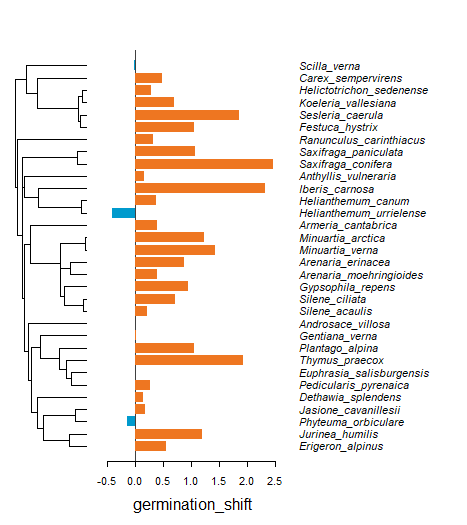 Scilla_verna
Carex_sempervirens
Helictotrichon_sedenense
Koeleria_vallesiana
Sesleria_caerula
Festuca_hystrix
Ranunculus_carinthiacus
Saxifraga_paniculata
Saxifraga_conifera
Anthyllis_vulneraria
Iberis_carnosa
Helianthemum_canum
Helianthemum_urrielense
Armeria_cantabrica
Minuartia_arctica
Minuartia_verna
Arenaria_erinacea
Arenaria_moehringioides
Gypsophila_repens
Silene_ciliata
Silene_acaulis
Androsace_villosa
Gentiana_verna
Plantago_alpina
Thymus_praecox
Euphrasia_salisburgensis
Pedicularis_pyrenaica
Dethawia_splendens
Jasione_cavanillesii
Phyteuma_orbiculare
Jurinea_humilis
Erigeron_alpinus
-0.5 0.0 0.5 1.0 1.5 2.0 2.5
germination_shift